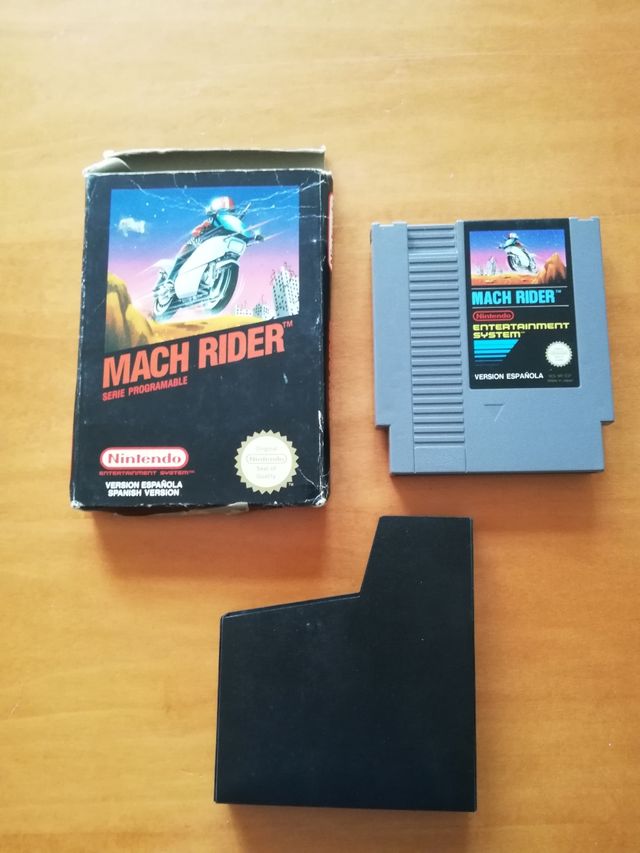 MACH RIDER™
SERIE PROGRAMABLE
Nintendo
ENTERTAINMENT SYSTEM™
VERSION ESPAÑOLA
SPANISH VERSION
Original
Nintendo
Seal of
Quality
MACH RIDER™
Nintendo
ENTERTAINMENT
SYSTEM™
VERSION ESPAÑOLA